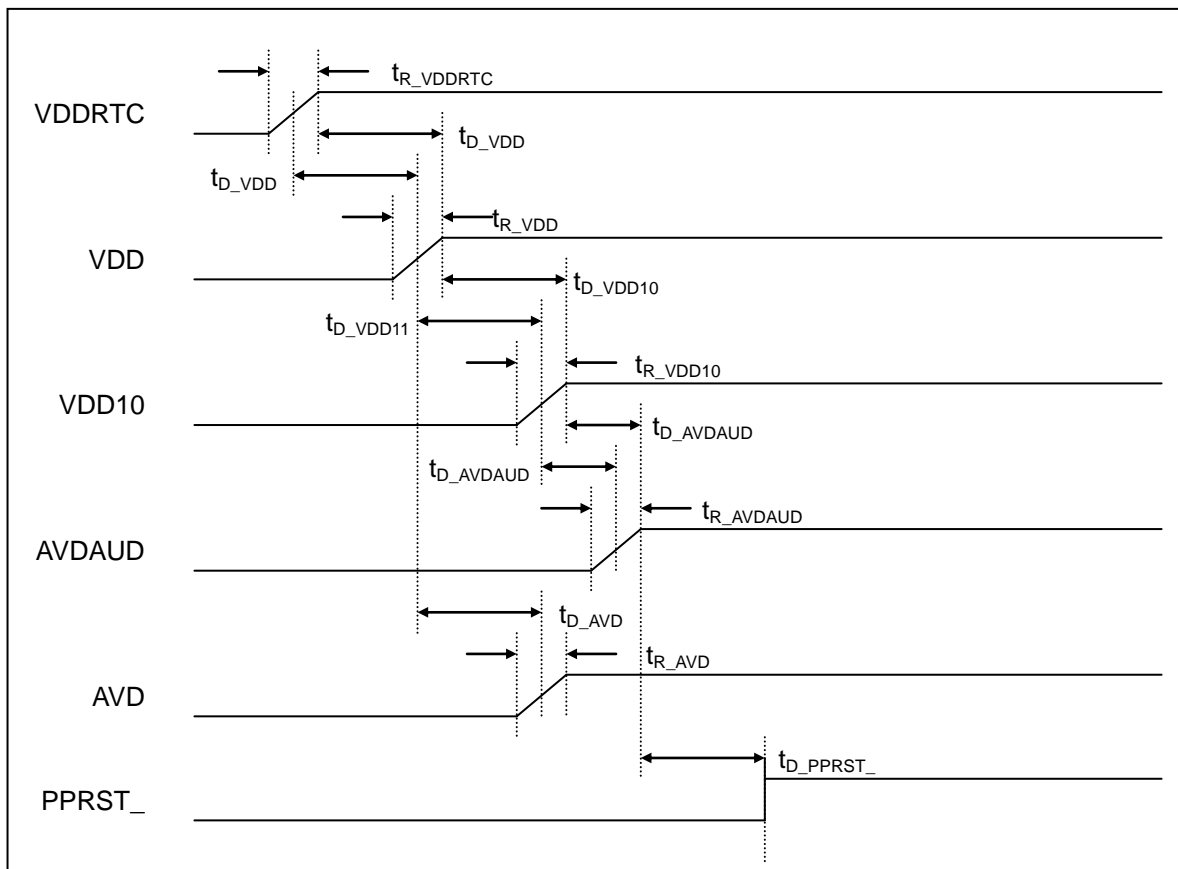 t_R_VDDRTC
VDDRTC
t_D_VDD
t_D_VDD
t_R_VDD
VDD
t_D_VDD10
t_D_VDD11
t_R_VDD10
VDD10
t_D_AVDAUD
t_D_AVDAUD
t_R_AVDAUD
AVDAUD
t_D_AVD
t_R_AVD
AVD
t_D_PPRST_
PPRST_